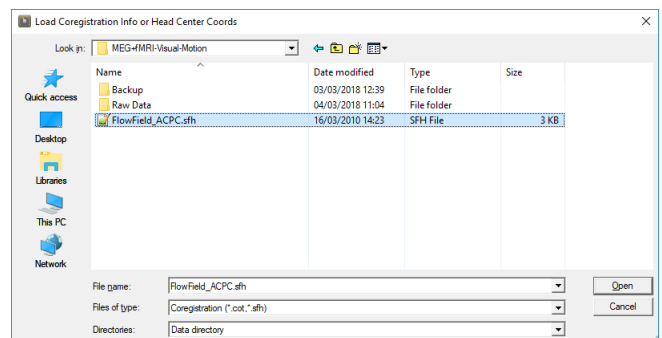 Load Coregistration Info or Head Center Coords
Look in: MEG+fMRI-Visual-Motion
Name Date modified Type Size
Backup 03/03/2018 12:39 File folder
Raw Data 04/03/2018 11:04 File folder
FlowField_ACPC.sfh 16/03/2010 14:23 SFH File 3 KB
Quick access
Desktop
Libraries
This PC
Network
File name: FlowField_ACPC.sfh Open
Files of type: Coregistration (*.cot,*.sfh) Cancel
Directories: Data directory